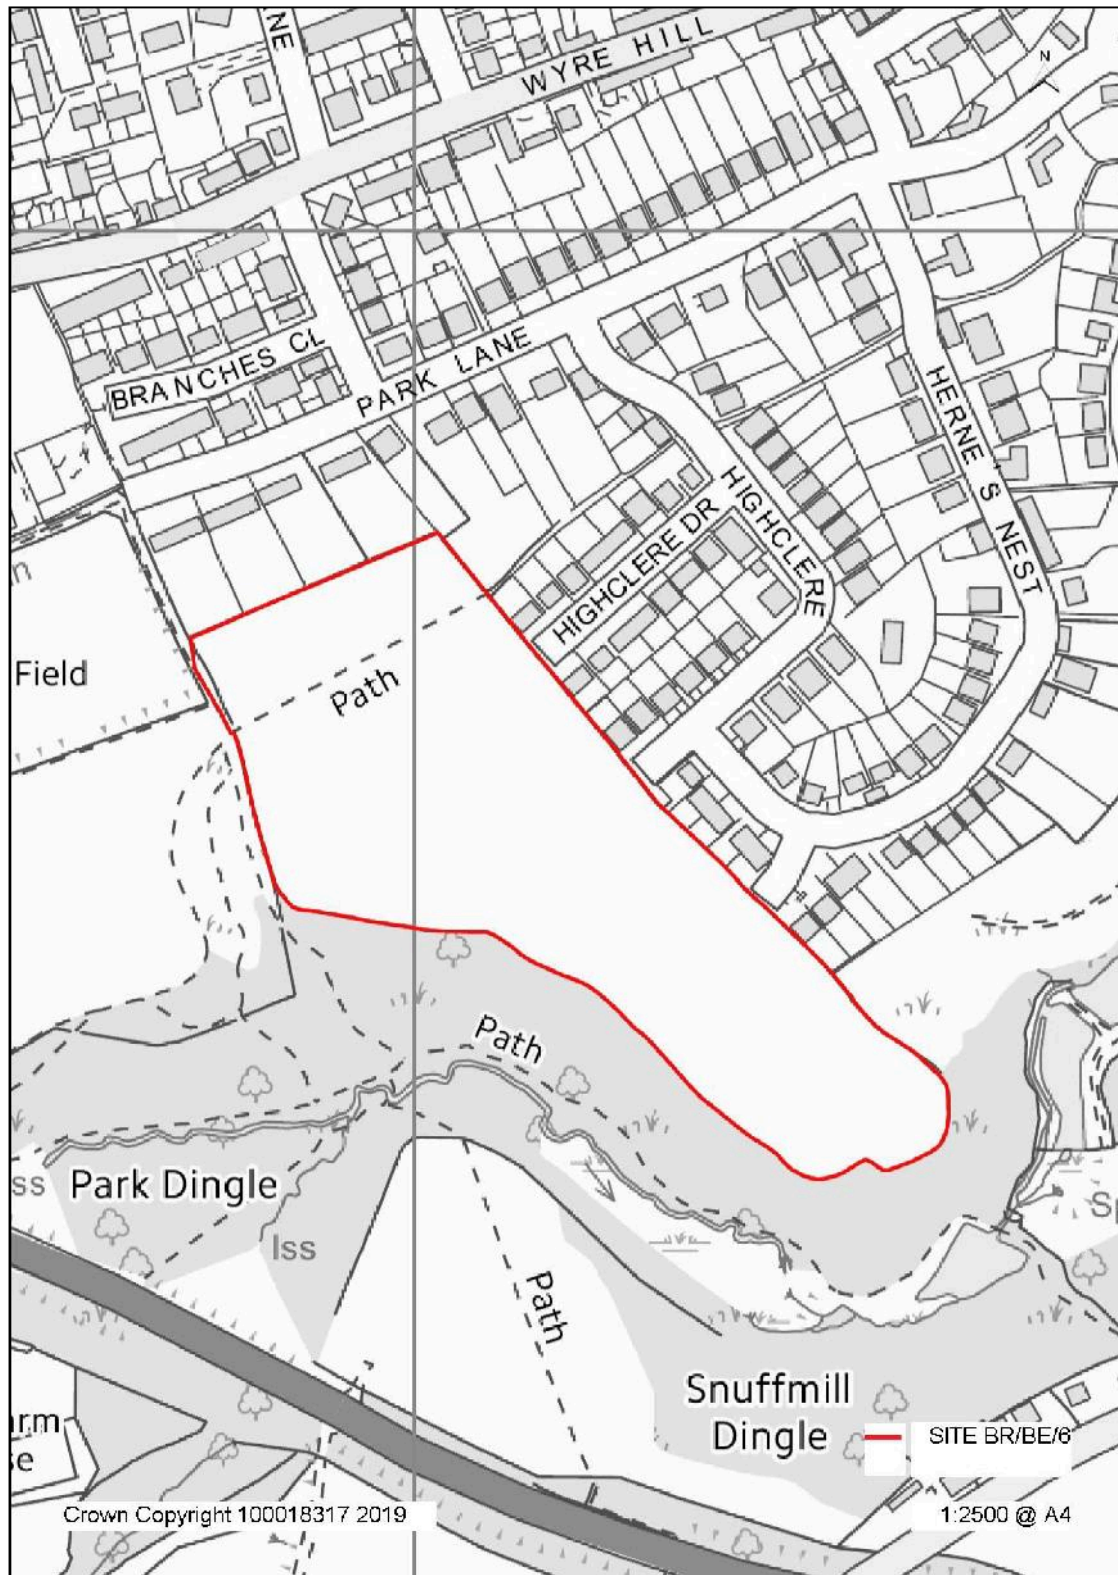 NE
WYRE HILL
N
BRANCHES CL
PARK LANE
HERNE'S NEST
HIGHCLERE
HIGHCLERE DR
Field
Path
Path
Park Dingle
Iss
Path
Snuffmill
Dingle
SITE BR/BE/6
Crown Copyright 100018317 2019
1:2500 @ A4